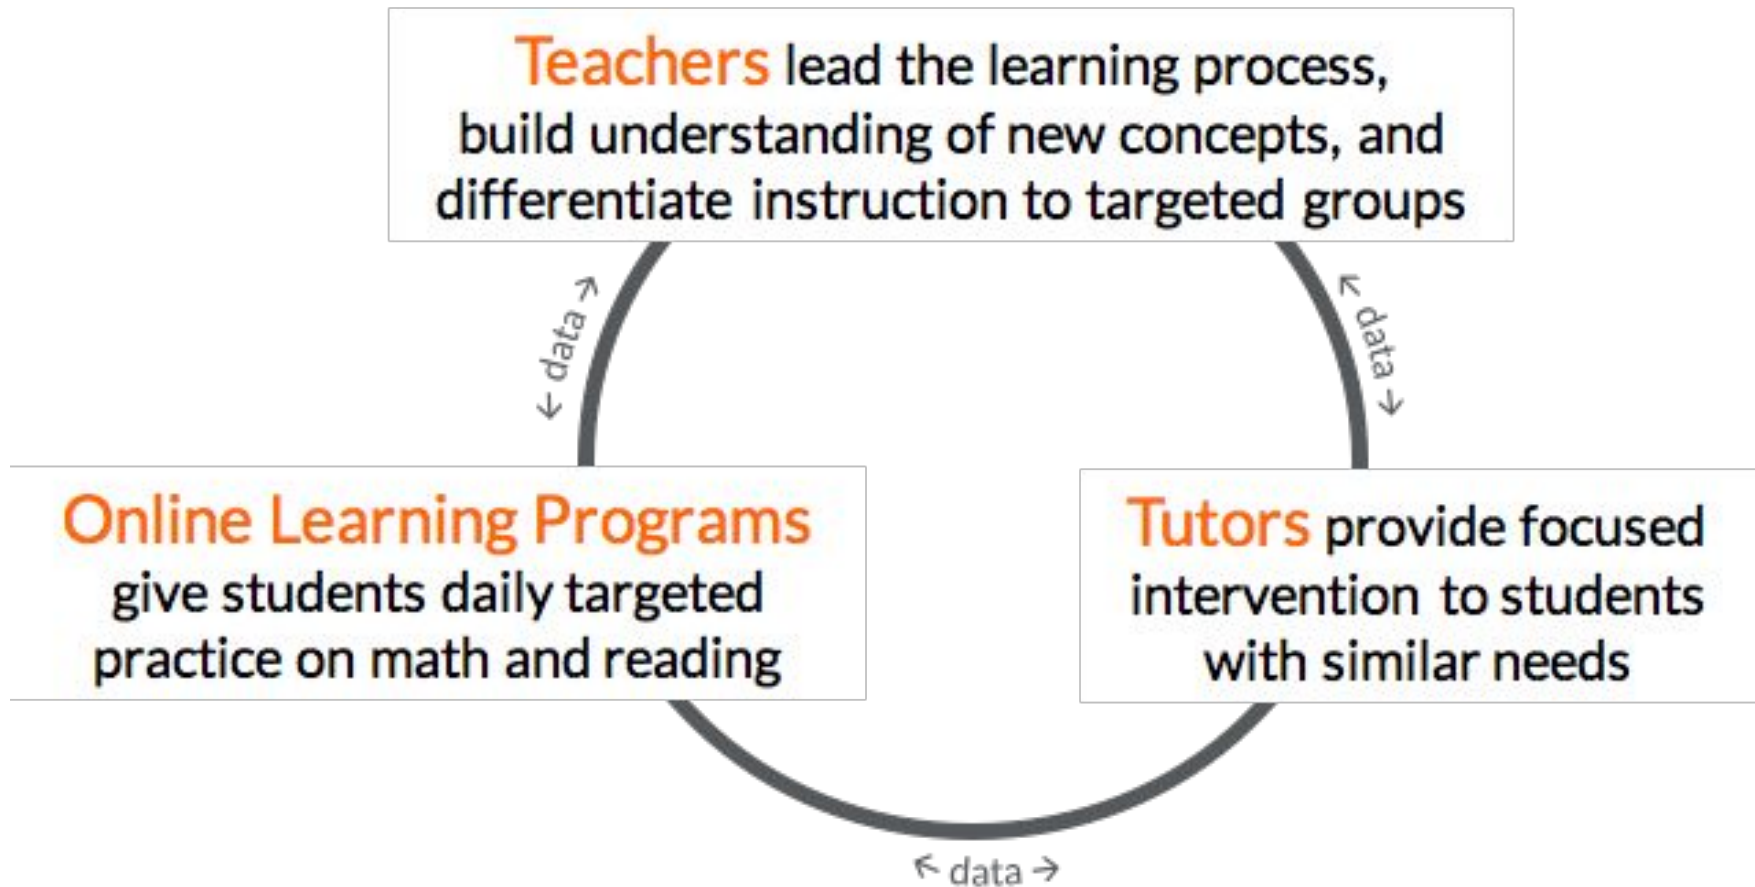 Teachers lead the learning process,
build understanding of new concepts, and
differentiate instruction to targeted groups
← data →
← data →
Online Learning Programs
give students daily targeted
practice on math and reading
Tutors provide focused
intervention to students
with similar needs
← data →